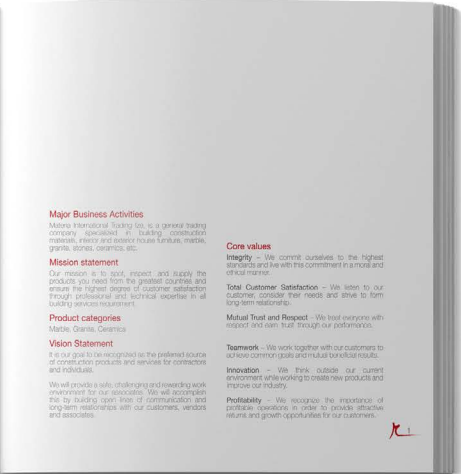 Major Business Activities
Materia International Trading fze, is a general trading
company specialized in building construction
materials, interior and exterior house furniture, marble,
granite, stones, ceramics, etc.
Mission statement
Our mission is to spot, inspect and supply the
products you need from the greatest countries and
ensure the highest degree of customer satisfaction
through professional and technical expertise in all
building services requirement.
Product categories
Marble, Granite, Ceramics
Vision Statement
It is our goal to be recognized as the preferred source
of construction products and services for contractors
and individuals.
We will provide a safe, challenging and rewarding work
environment for our associates. We will accomplish
this by building open lines of communication and
long-term relationships with our customers, vendors
and associates.
Core values
Integrity – We commit ourselves to the highest
standards and live with this commitment in a moral and
ethical manner.
Total Customer Satisfaction – We listen to our
customer, consider their needs and strive to form
long-term relationship.
Mutual Trust and Respect – We treat everyone with
respect and earn trust through our performance.
Teamwork – We work together with our customers to
achieve common goals and mutual beneficial results.
Innovation – We think outside our current
environment while working to create new products and
improve our industry.
Profitability – We recognize the importance of
profitable operations in order to provide attractive
returns and growth opportunities for our customers.
1